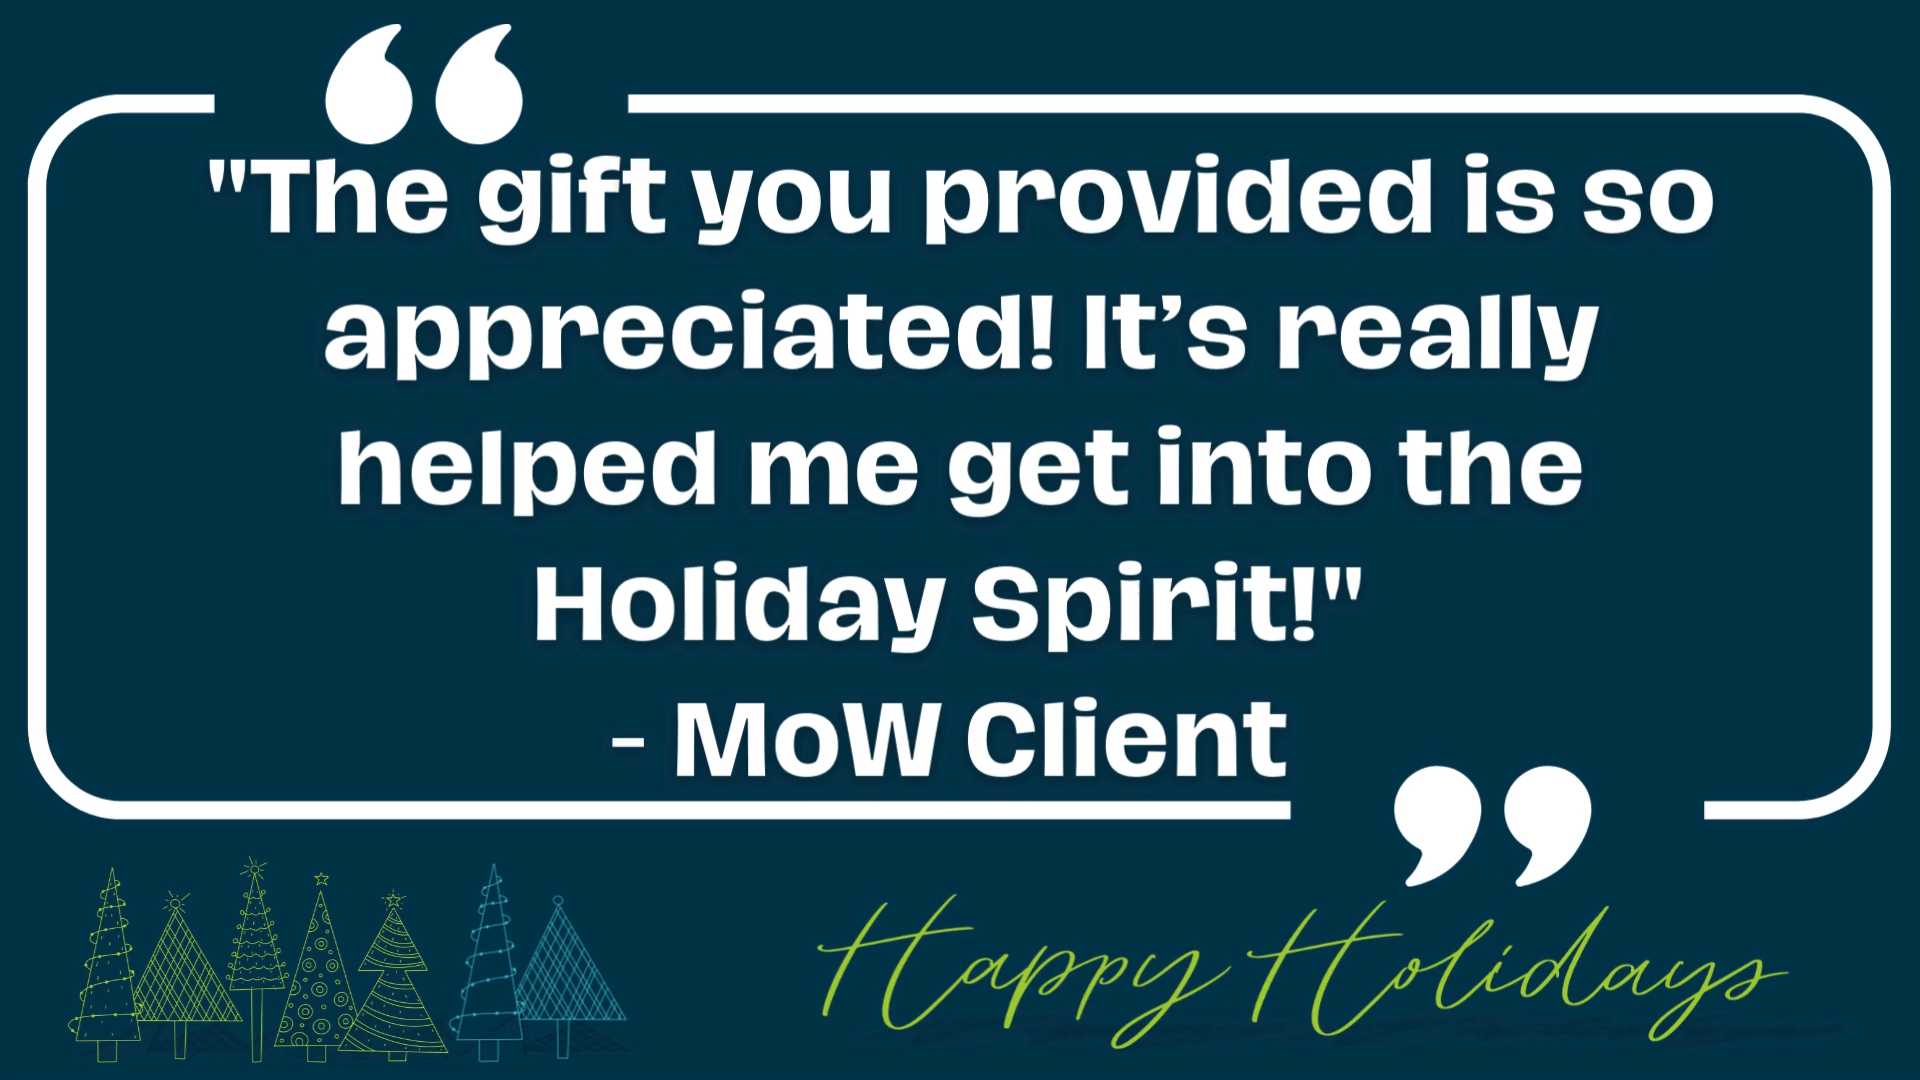 "The gift you provided is so
appreciated! It’s really
helped me get into the
Holiday Spirit!"
- MoW Client
Happy Holidays